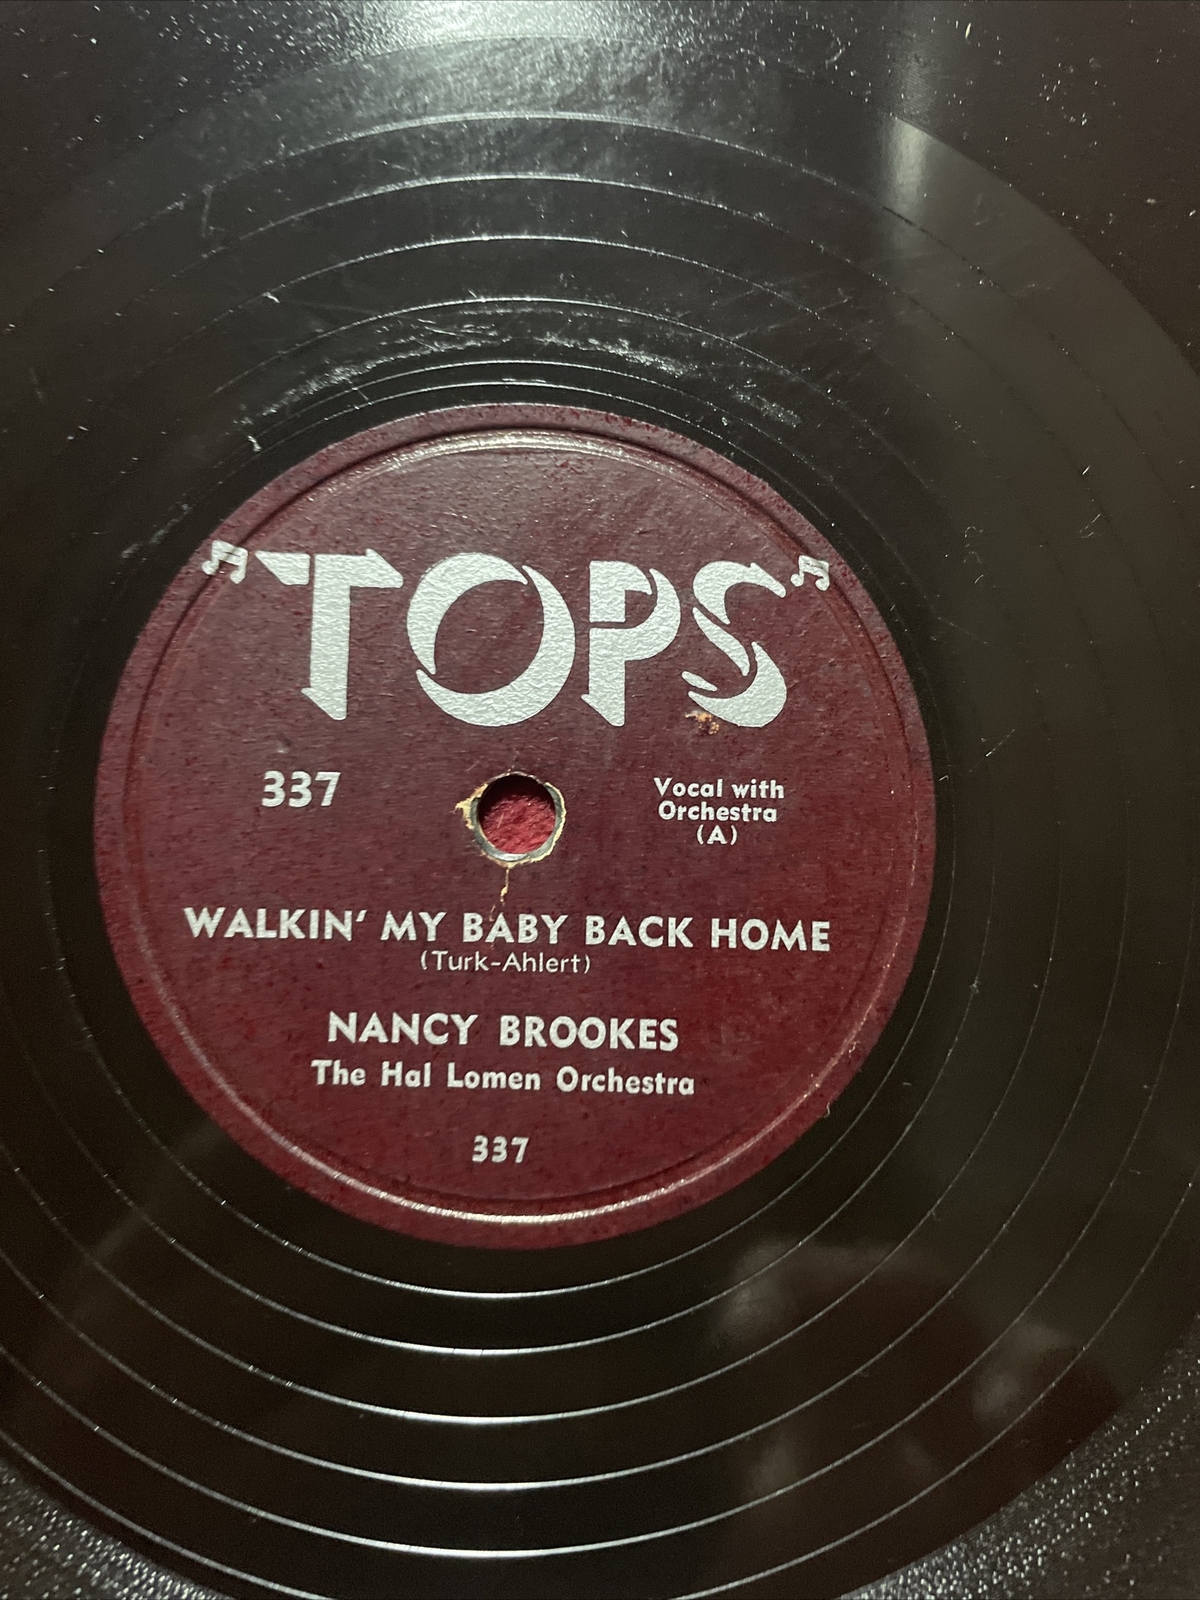 "TOPS"
337
Vocal with
Orchestra
(A)
WALKIN' MY BABY BACK HOME
(Turk-Ahlert)
NANCY BROOKES
The Hal Lomen Orchestra
337